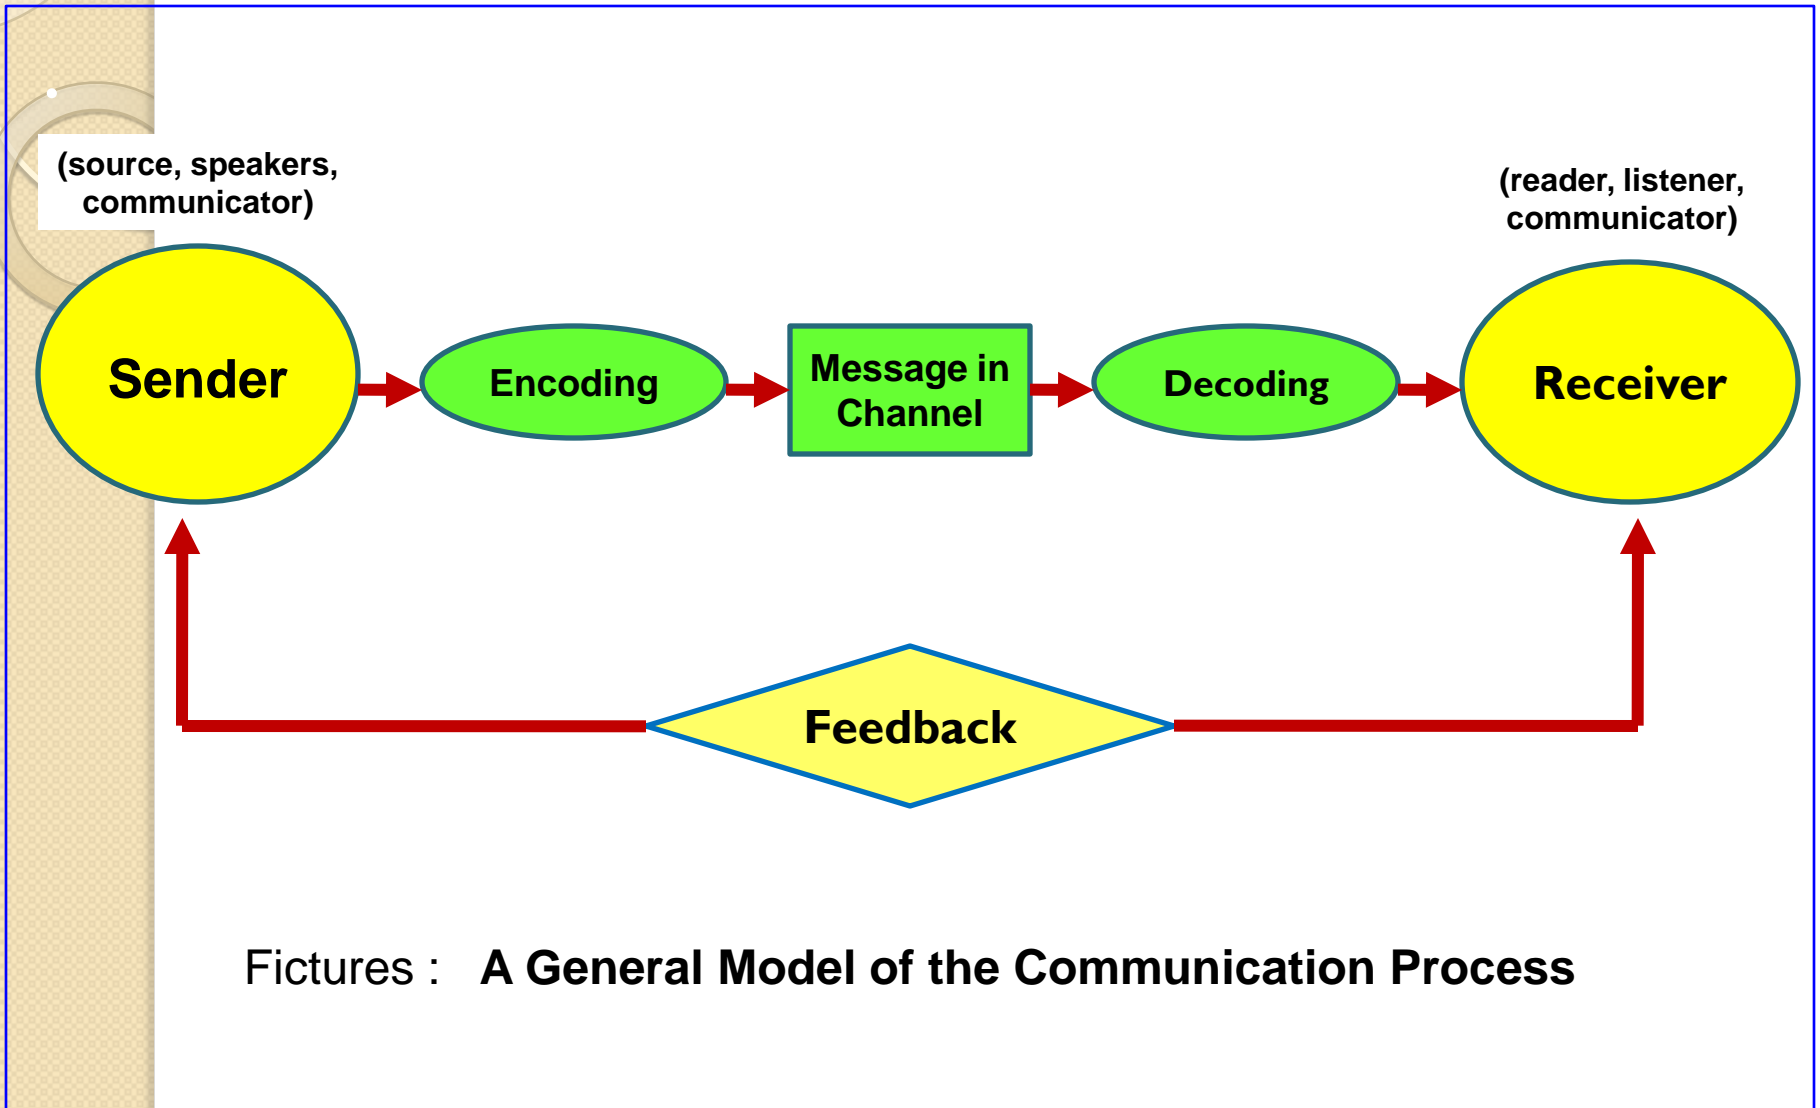 (source, speakers,
communicator)
(reader, listener,
communicator)
Sender
Encoding
Message in
Channel
Decoding
Receiver
Feedback
Fictures : A General Model of the Communication Process